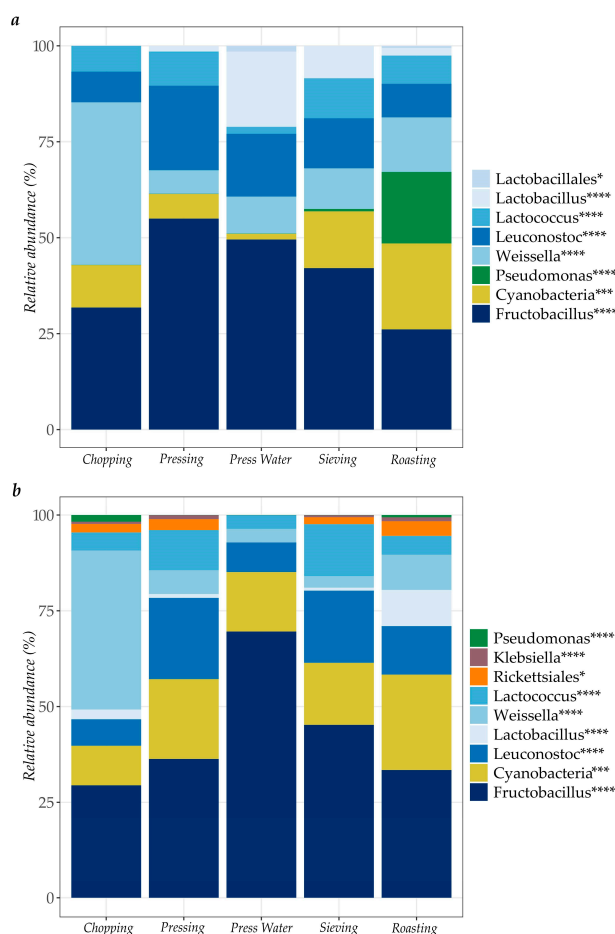 a
Relative abundance (%)
100
75
50
25
0
Chopping
Pressing
Press Water
Sieving
Roasting
Lactobacillales*
Lactobacillus****
Lactococcus****
Leuconostoc****
Weissella****
Pseudomonas****
Cyanobacteria***
Fructobacillus****
b
Relative abundance (%)
100
75
50
25
0
Chopping
Pressing
Press Water
Sieving
Roasting
Pseudomonas****
Klebsiella****
Rickettsiales*
Lactococcus****
Weissella****
Lactobacillus****
Leuconostoc****
Cyanobacteria***
Fructobacillus****